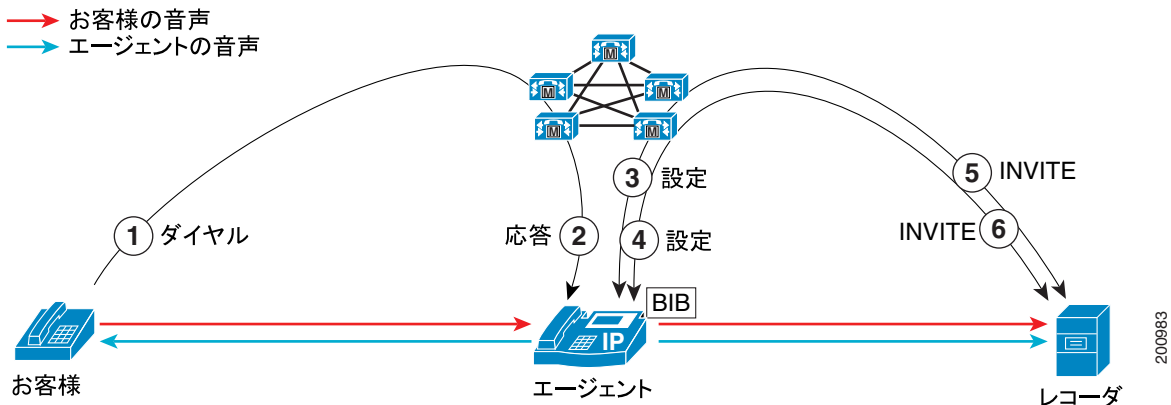 お客様の音声
エージェントの音声
M
M
M
M
M
3 設定
5 INVITE
1 ダイヤル
応答 2
4 設定
INVITE 6
BIB
IP
お客様
エージェント
レコーダ
200983